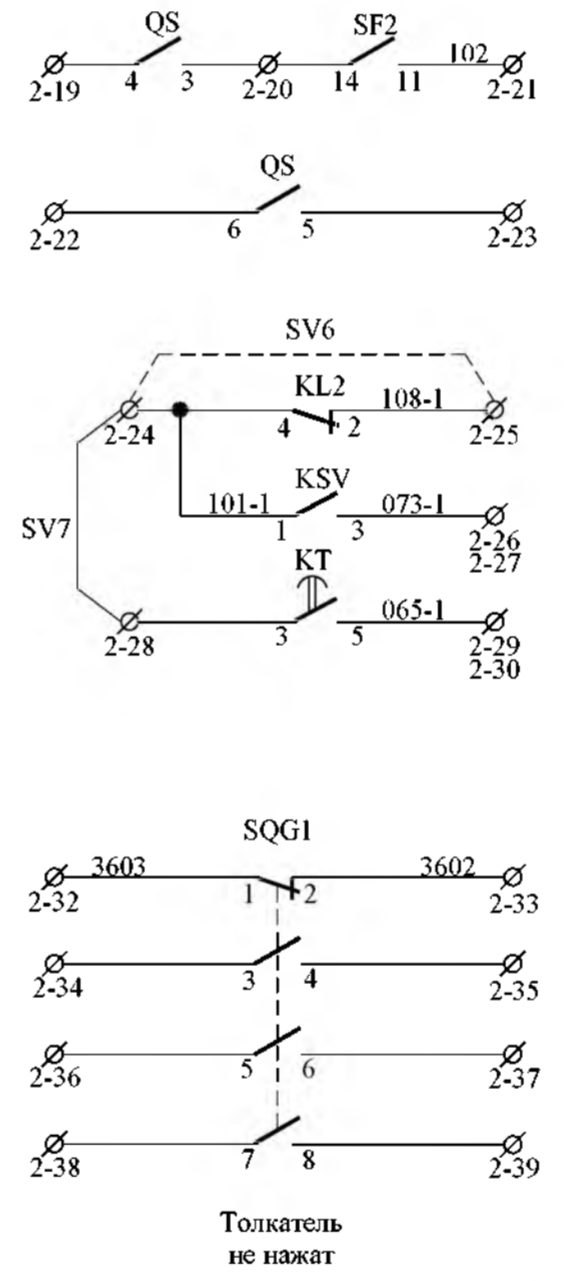 QS SF2
102
2-19 4 3 2-20 14 11 2-21
QS
2-22 6 5 2-23
SV6
KL2
108-1
2-24 4 2 2-25
KSV
101-1 073-1
SV7 1 3 2-26
2-27
KT
065-1
2-28 3 5 2-29
2-30
SQG1
3603 3602
2-32 1 2 2-33
2-34 3 4 2-35
2-36 5 6 2-37
2-38 7 8 2-39
Толкатель
не нажат